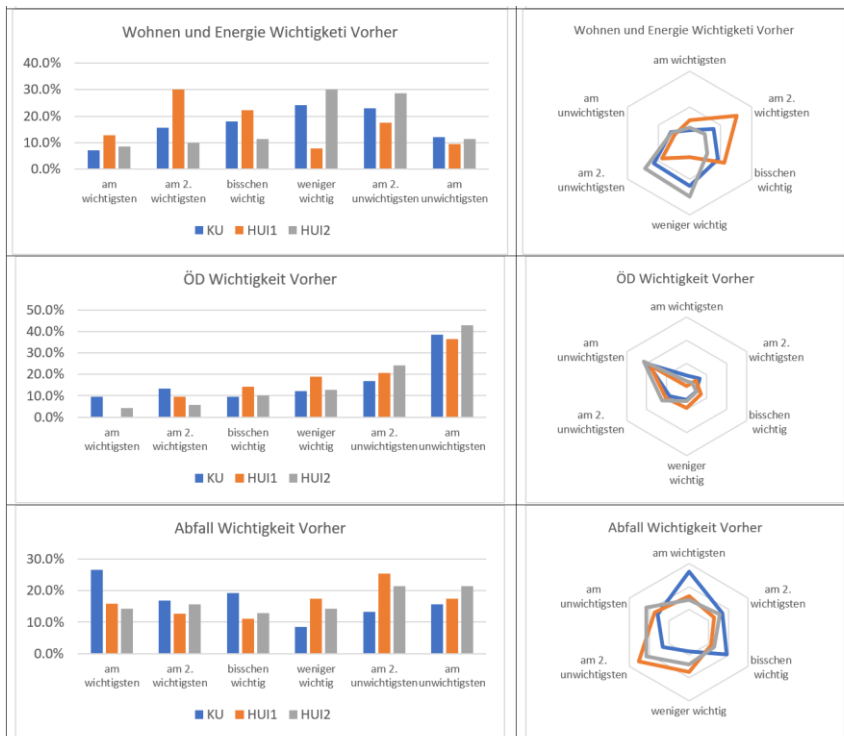 Wohnen und Energie Wichtigketi Vorher
40.0%
30.0%
20.0%
10.0%
0.0%
am
wichtigsten
am 2.
wichtigsten
bisschen
wichtig
weniger
wichtig
am 2.
unwichtigsten
am
unwichtigsten
KU HUI1 HUI2
Wohnen und Energie Wichtigketi Vorher
am wichtigsten
am 2.
wichtigsten
bisschen
wichtig
weniger wichtig
am 2.
unwichtigsten
am
unwichtigsten
ÖD Wichtigkeit Vorher
50.0%
40.0%
30.0%
20.0%
10.0%
0.0%
am
wichtigsten
am 2.
wichtigsten
bisschen
wichtig
weniger
wichtig
am 2.
unwichtigsten
am
unwichtigsten
KU HUI1 HUI2
ÖD Wichtigkeit Vorher
am wichtigsten
am 2.
wichtigsten
bisschen
wichtig
weniger
wichtig
am 2.
unwichtigsten
am
unwichtigsten
Abfall Wichtigkeit Vorher
30.0%
20.0%
10.0%
0.0%
am
wichtigsten
am 2.
wichtigsten
bisschen
wichtig
weniger
wichtig
am 2.
unwichtigsten
am
unwichtigsten
KU HUI1 HUI2
Abfall Wichtigkeit Vorher
am wichtigsten
am 2.
wichtigsten
bisschen
wichtig
weniger wichtig
am 2.
unwichtigsten
am
unwichtigsten